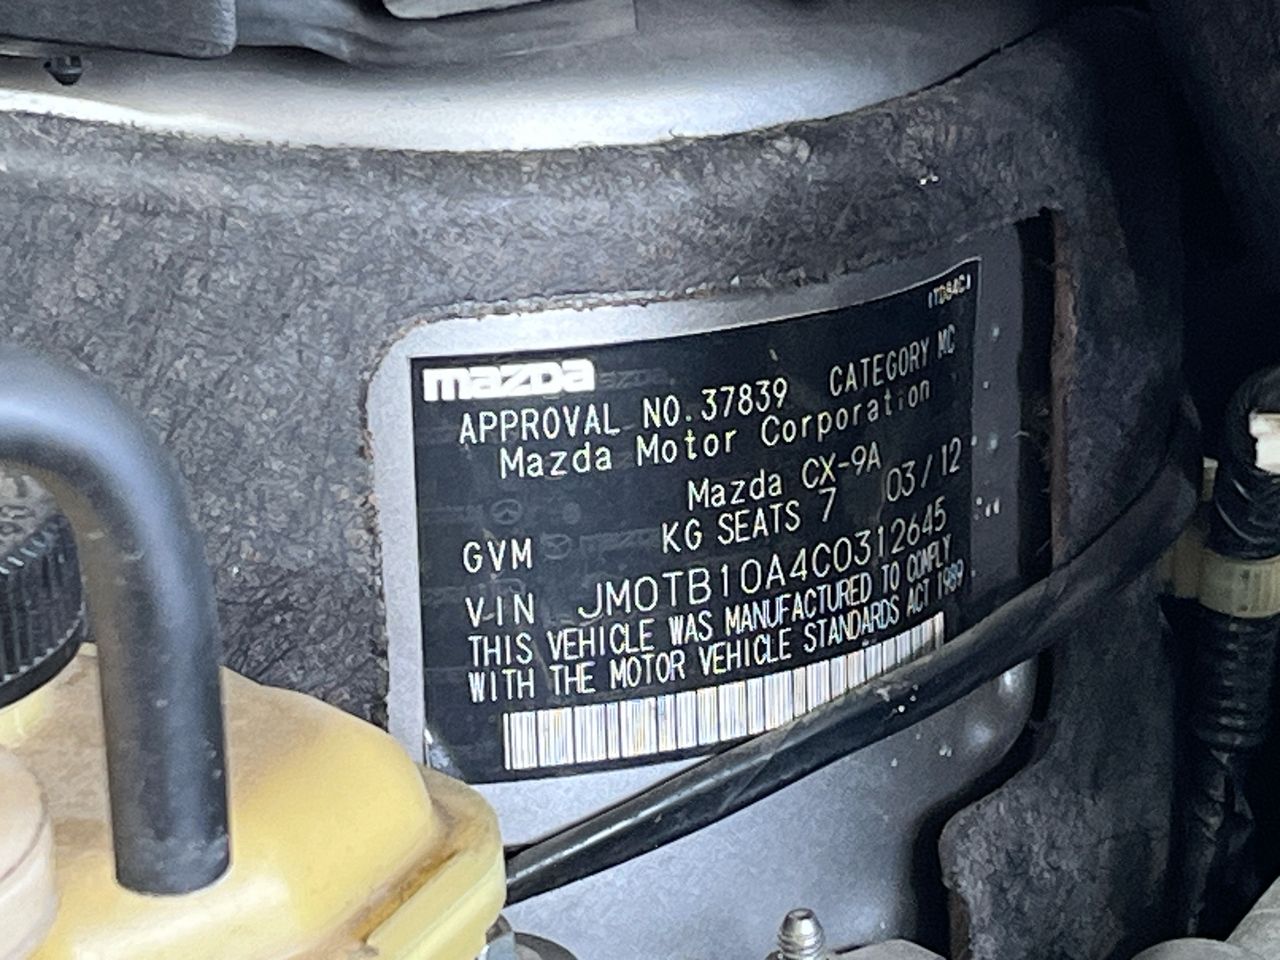 (TD84C)
mazda
APPROVAL NO.37839 CATEGORY MC
Mazda Motor Corporation
Mazda CX-9A
GVM KG SEATS 7 03/12
VIN JM0TB10A4C0312645
THIS VEHICLE WAS MANUFACTURED TO COMPLY
WITH THE MOTOR VEHICLE STANDARDS ACT 1989